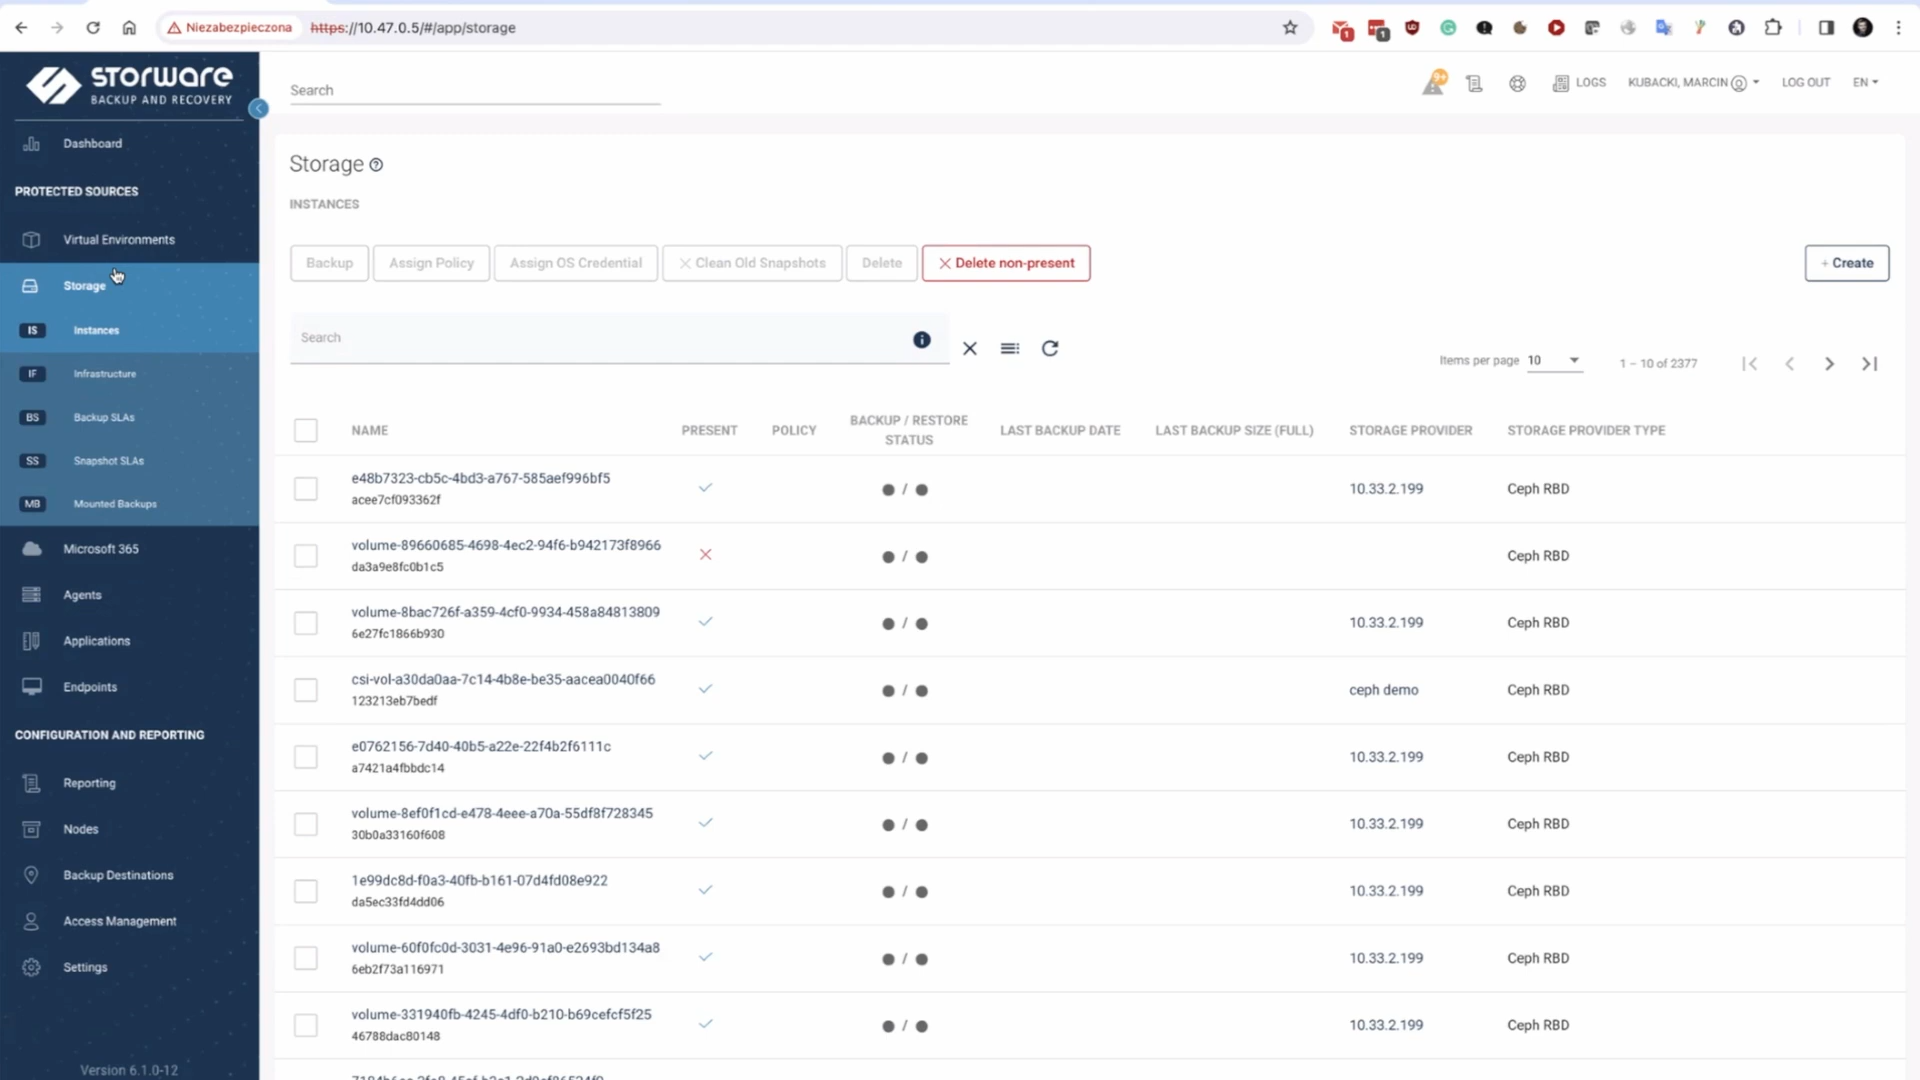 Niezabezpieczona https://10.47.0.5/#/app/storage
1
1
STORWARE
BACKUP AND RECOVERY
Search
9+
LOGS
KUBACKI, MARCIN
LOG OUT
EN
Dashboard
PROTECTED SOURCES
Virtual Environments
Storage
IS Instances
IF Infrastructure
BS Backup SLAs
SS Snapshot SLAs
MB Mounted Backups
Microsoft 365
Agents
Applications
Endpoints
CONFIGURATION AND REPORTING
Reporting
Nodes
Backup Destinations
Access Management
Settings
Version 6.1.0-12
Storage
INSTANCES
Backup Assign Policy Assign OS Credential Clean Old Snapshots Delete Delete non-present + Create
Search
Items per page 10 1 – 10 of 2377
NAME PRESENT POLICY BACKUP / RESTORE STATUS LAST BACKUP DATE LAST BACKUP SIZE (FULL) STORAGE PROVIDER STORAGE PROVIDER TYPE
e48b7323-cb5c-4bd3-a767-585aef996bf5 / 10.33.2.199 Ceph RBD
acee7cf093362f
volume-89660685-4698-4ec2-94f6-b942173f8966 / Ceph RBD
da3a9e8fc0b1c5
volume-8bac726f-a359-4cf0-9934-458a84813809 / 10.33.2.199 Ceph RBD
6e27fc1866b930
csi-vol-a30da0aa-7c14-4b8e-be35-aacea0040f66 / ceph demo Ceph RBD
123213eb7bedf
e0762156-7d40-40b5-a22e-22f4b2f6111c / 10.33.2.199 Ceph RBD
a7421a4fbbdc14
volume-8ef0f1cd-e478-4eee-a70a-55df8f728345 / 10.33.2.199 Ceph RBD
30b0a33160f608
1e99dc8d-f0a3-40fb-b161-07d4fd08e922 / 10.33.2.199 Ceph RBD
da5ec33fd4dd06
volume-60f0fc0d-3031-4e96-91a0-e2693bd134a8 / 10.33.2.199 Ceph RBD
6eb2f73a116971
volume-331940fb-4245-4df0-b210-b69cefcf5f25 / 10.33.2.199 Ceph RBD
46788dac80148